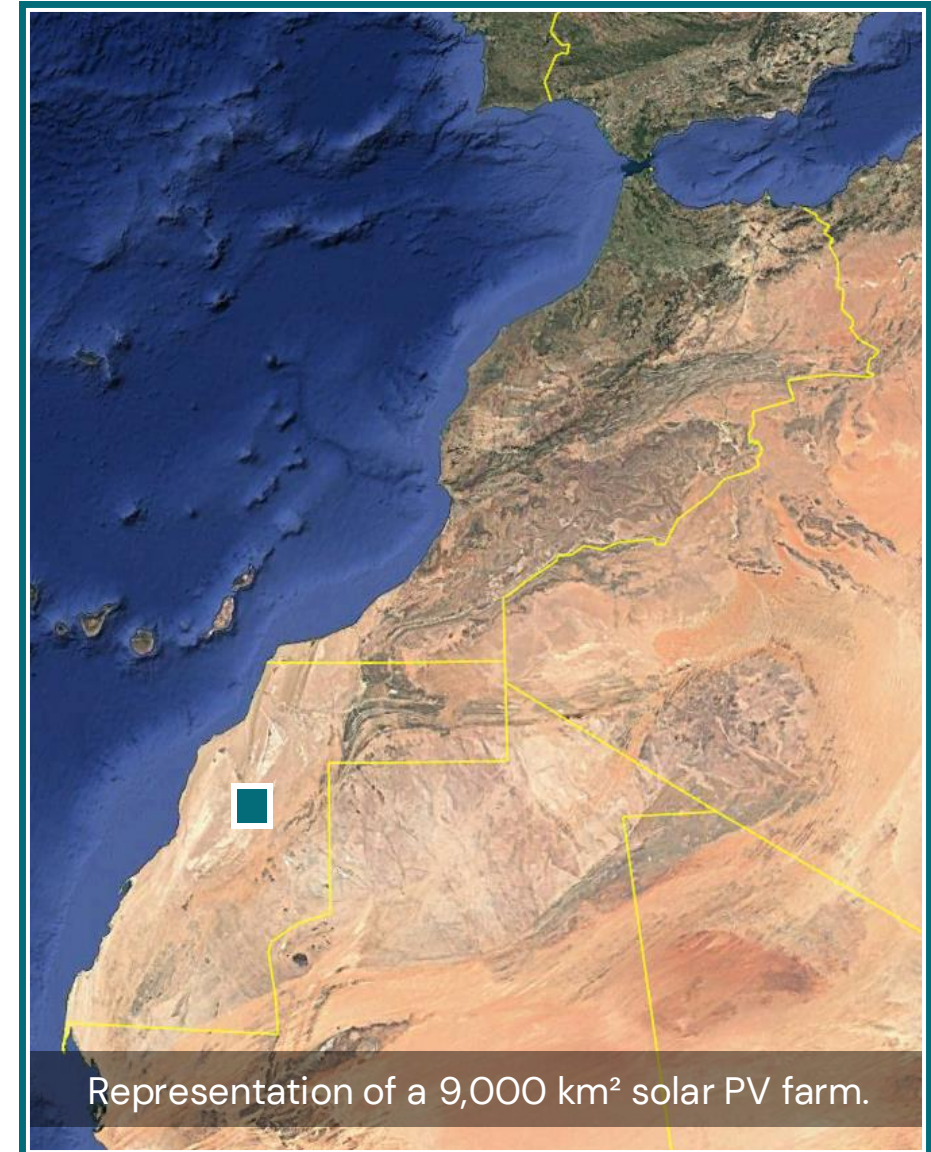 Representation of a 9,000 km² solar PV farm.